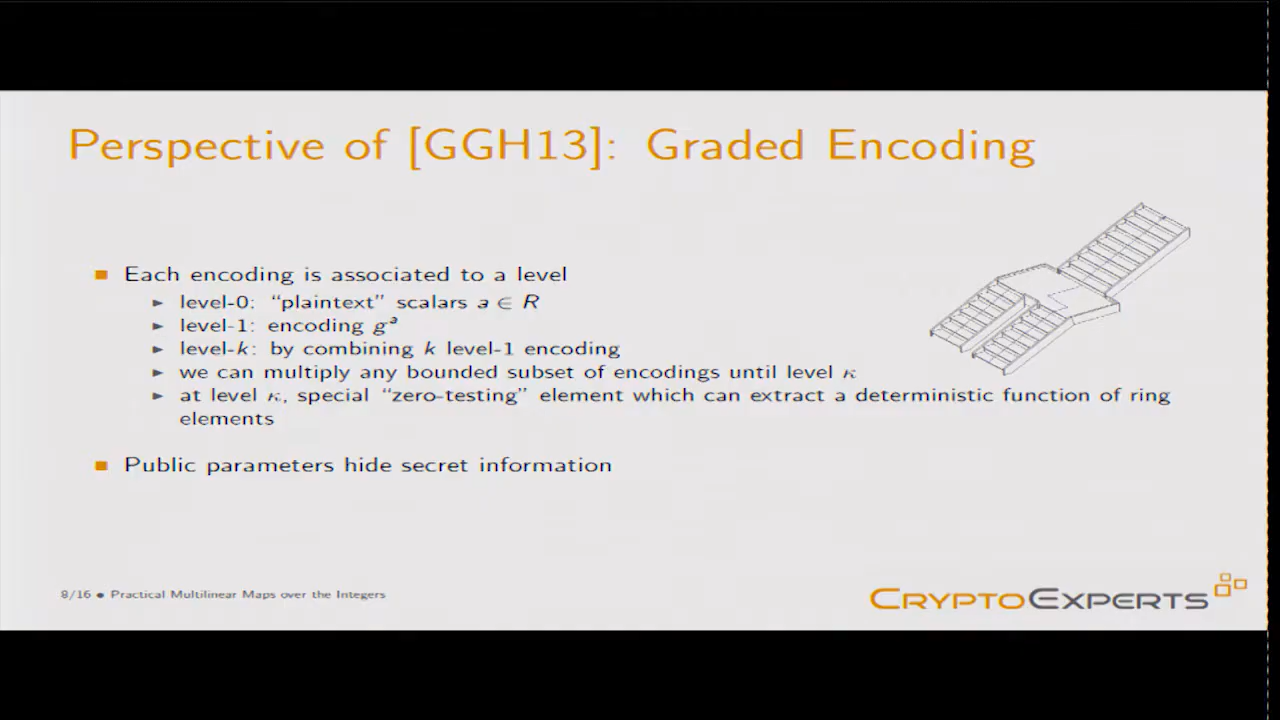 Perspective of [GGH13]: Graded Encoding
■ Each encoding is associated to a level
► level-0: “plaintext” scalars a ∈ R
► level-1: encoding gᵃ
► level-k: by combining k level-1 encoding
► we can multiply any bounded subset of encodings until level κ
► at level κ, special “zero-testing” element which can extract a deterministic function of ring
elements
■ Public parameters hide secret information
8/16 ● Practical Multilinear Maps over the Integers
CRYPTOEXPERTS